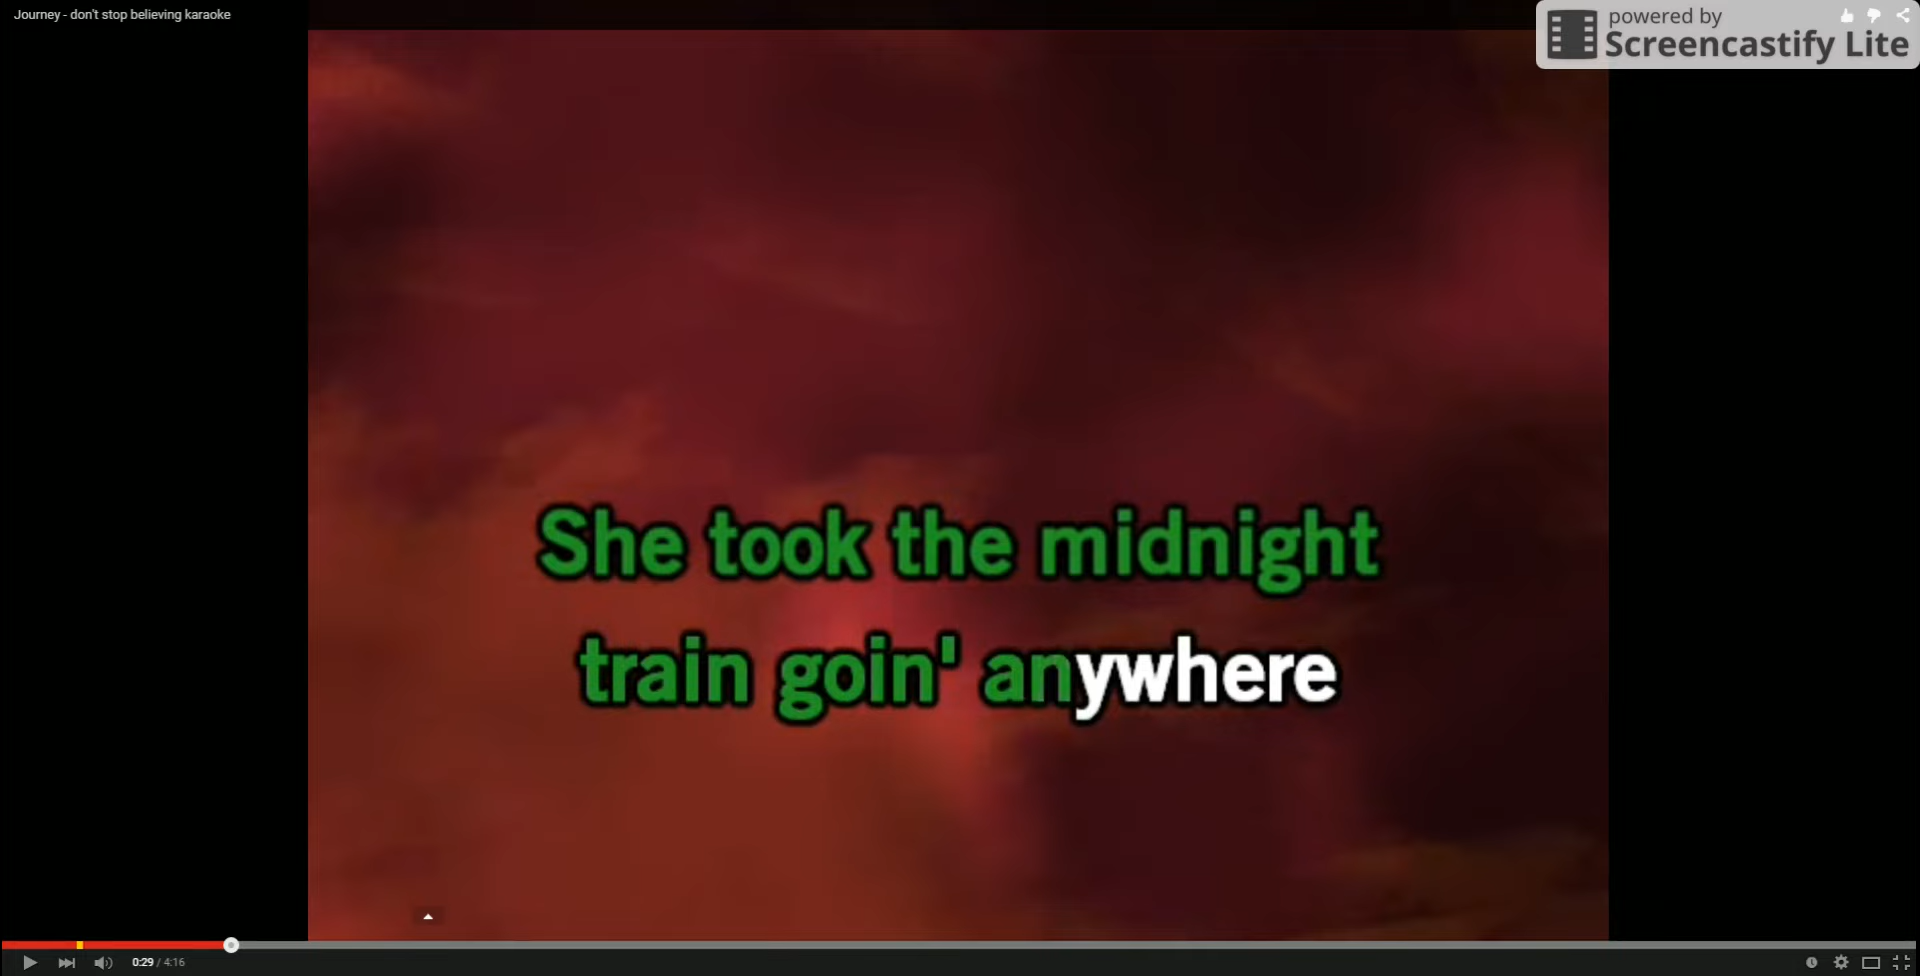 Journey - don't stop believing karaoke
powered by
Screencastify Lite
She took the midnight
train goin' anywhere
0:29 / 4:16